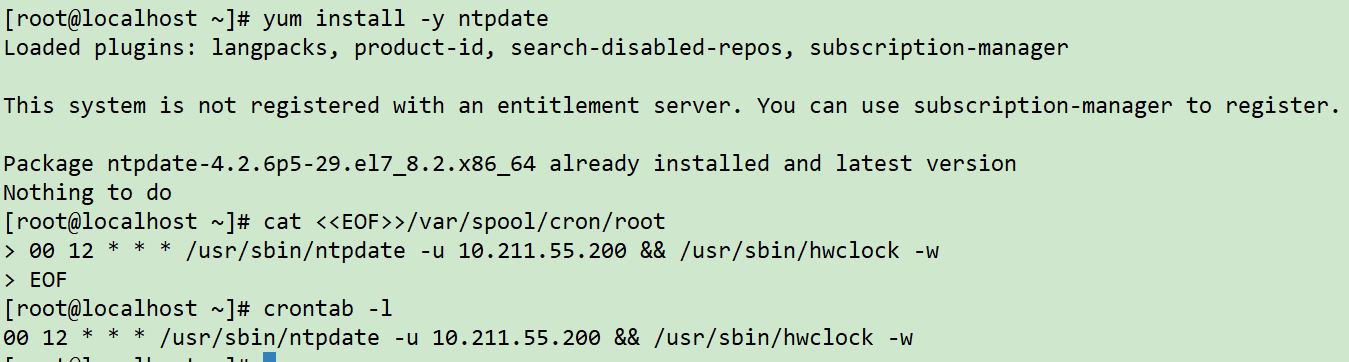 [root@localhost ~]# yum install -y ntpdate
Loaded plugins: langpacks, product-id, search-disabled-repos, subscription-manager
This system is not registered with an entitlement server. You can use subscription-manager to register.
Package ntpdate-4.2.6p5-29.el7_8.2.x86_64 already installed and latest version
Nothing to do
[root@localhost ~]# cat <<EOF>>/var/spool/cron/root
> 00 12 * * * /usr/sbin/ntpdate -u 10.211.55.200 && /usr/sbin/hwclock -w
> EOF
[root@localhost ~]# crontab -l
00 12 * * * /usr/sbin/ntpdate -u 10.211.55.200 && /usr/sbin/hwclock -w